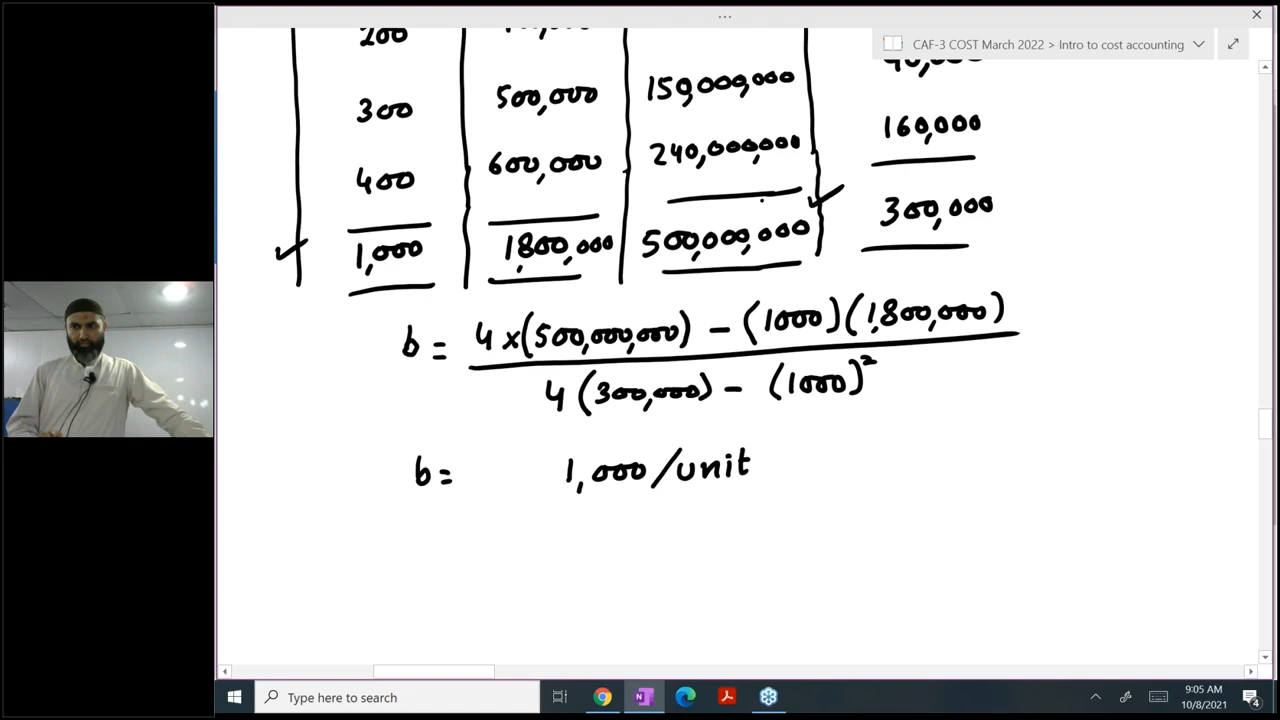 CAF-3 COST March 2022 > Intro to cost accounting
200
300 500,000 150,000,000
160,000
400 600,000 240,000,000
300,000
1,000 1,800,000 500,000,000
b = 4 x (500,000,000) - (1000) (1,800,000)
4 (300,000) - (1000)²
b = 1,000/unit
Type here to search
9:05 AM
10/8/2021
4